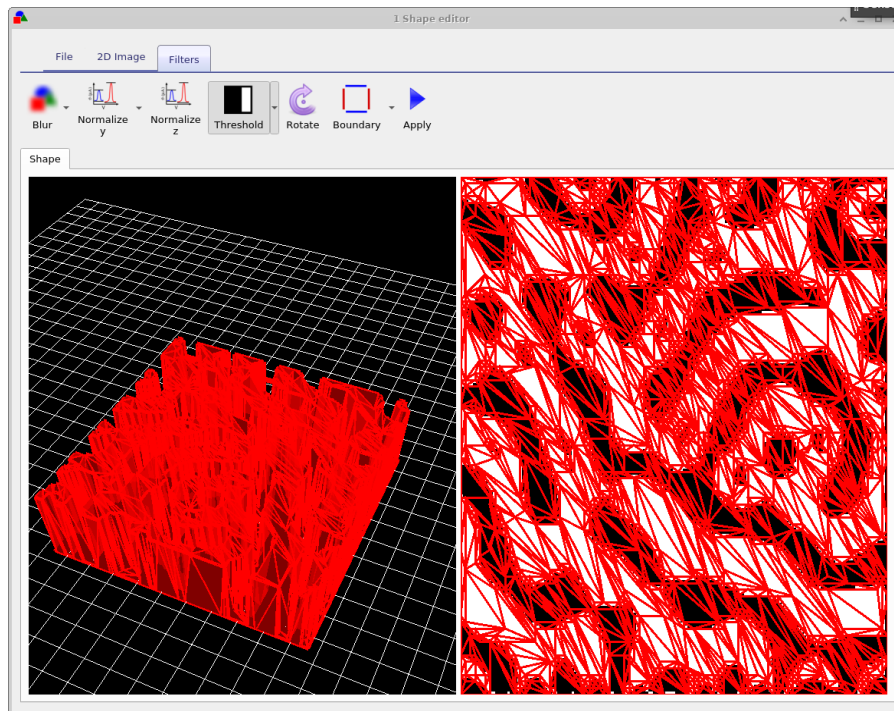 1 Shape editor
File 2D Image Filters
Blur Normalize y Normalize z Threshold Rotate Boundary Apply
Shape